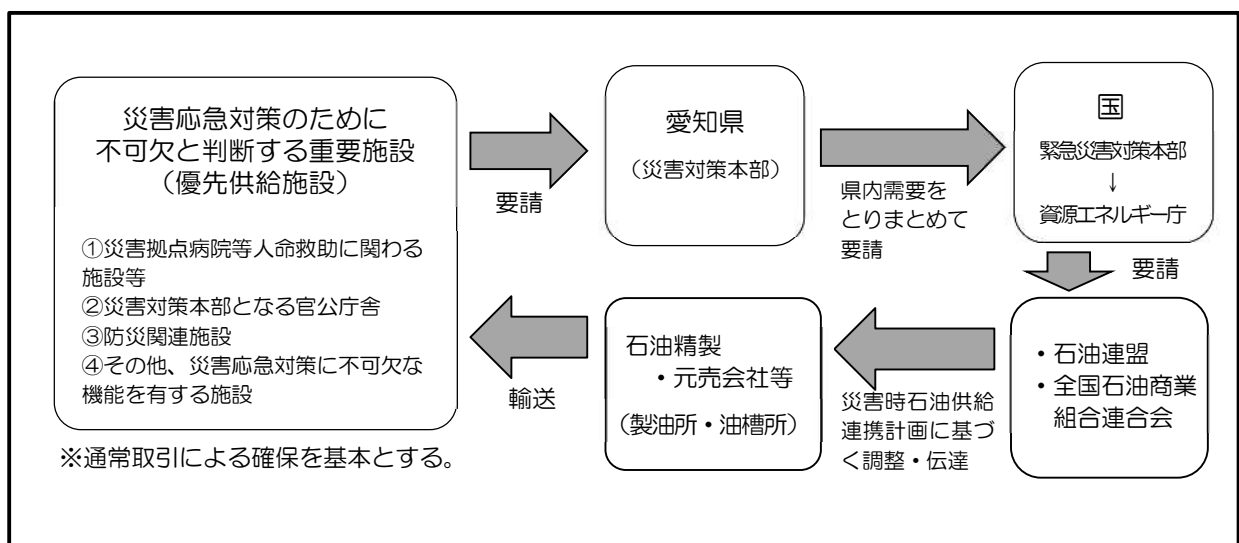 災害応急対策のために
不可欠と判断する重要施設
（優先供給施設）
①災害拠点病院等人命救助に関わる
施設等
②災害対策本部となる官公庁舎
③防災関連施設
④その他、災害応急対策に不可欠な
機能を有する施設
※通常取引による確保を基本とする。
要請
愛知県
（災害対策本部）
県内需要を
とりまとめて
要請
国
緊急災害対策本部
↓
資源エネルギー庁
要請
・石油連盟
・全国石油商業
組合連合会
災害時石油供給
連携計画に基づ
く調整・伝達
石油精製
・元売会社等
（製油所・油槽所）
輸送